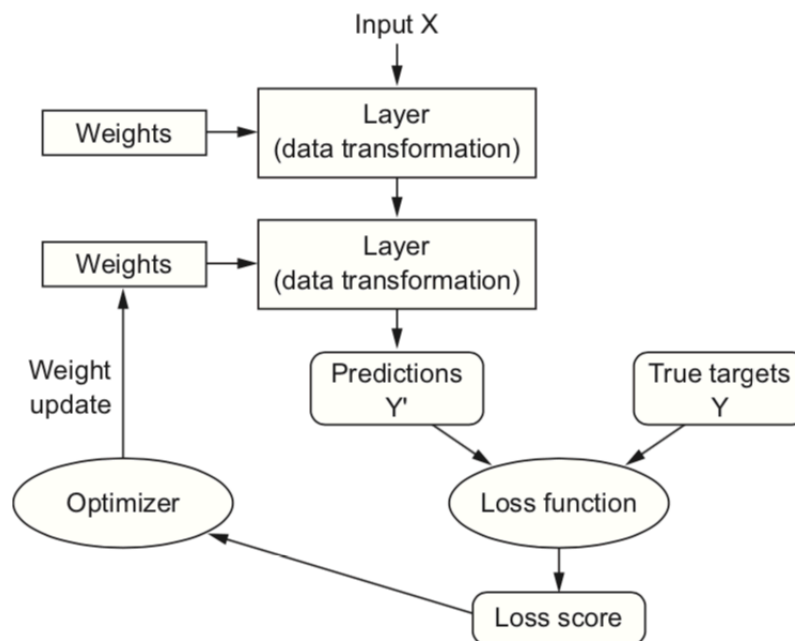 Input X
Layer
(data transformation)
Weights
Layer
(data transformation)
Weights
Weight
update
Predictions
Y'
True targets
Y
Optimizer
Loss function
Loss score